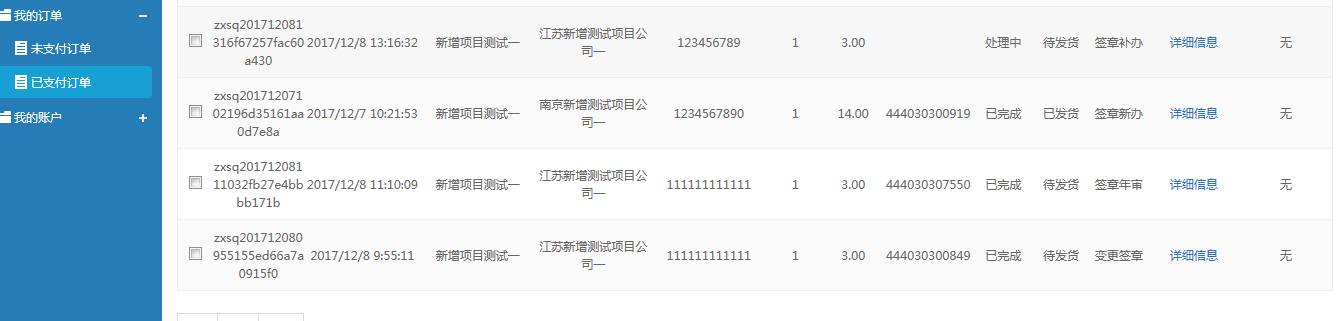 我的订单
未支付订单
已支付订单
我的账户
zxsq201712081
316f67257fac60
a430
2017/12/8 13:16:32
新增项目测试一
江苏新增测试项目公
司一
123456789
1
3.00
处理中
待发货
签章补办
详细信息
无
zxsq201712071
02196d35161aa
0d7e8a
2017/12/7 10:21:53
新增项目测试一
南京新增测试项目公
司一
1234567890
1
14.00
444030300919
已完成
已发货
签章新办
详细信息
无
zxsq201712081
11032fb27e4bb
bb171b
2017/12/8 11:10:09
新增项目测试一
江苏新增测试项目公
司一
111111111111
1
3.00
444030307550
已完成
待发货
签章年审
详细信息
无
zxsq201712080
955155ed66a7a
0915f0
2017/12/8 9:55:11
新增项目测试一
江苏新增测试项目公
司一
111111111111
1
3.00
444030300849
已完成
待发货
变更签章
详细信息
无